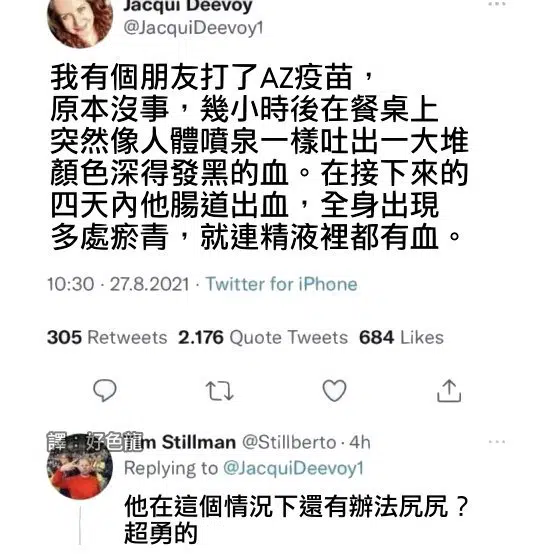 Jacqui Deevoy
@JacquiDeevoy1
我有個朋友打了AZ疫苗，
原本沒事，幾小時後在餐桌上
突然像人體噴泉一樣吐出一大堆
顏色深得發黑的血。在接下來的
四天內他腸道出血，全身出現
多處瘀青，就連精液裡都有血。
10:30 · 27.8.2021 · Twitter for iPhone
305 Retweets 2.176 Quote Tweets 684 Likes
譯：好色龍
Stillman @Stillberto · 4h
Replying to @JacquiDeevoy1
他在這個情況下還有辦法尻尻？
超勇的